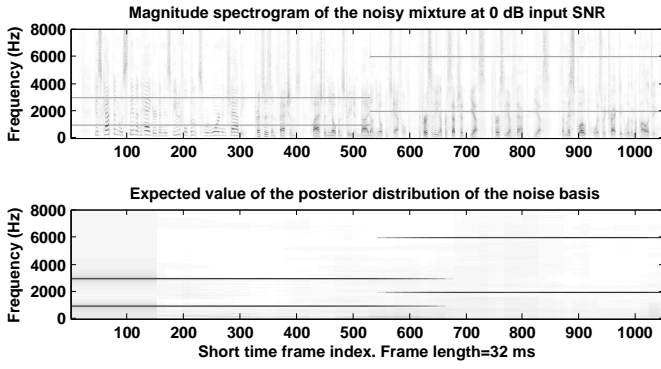 Magnitude spectrogram of the noisy mixture at 0 dB input SNR
Frequency (Hz)
8000
6000
4000
2000
0
100 200 300 400 500 600 700 800 900 1000
Expected value of the posterior distribution of the noise basis
Frequency (Hz)
8000
6000
4000
2000
0
100 200 300 400 500 600 700 800 900 1000
Short time frame index. Frame length=32 ms